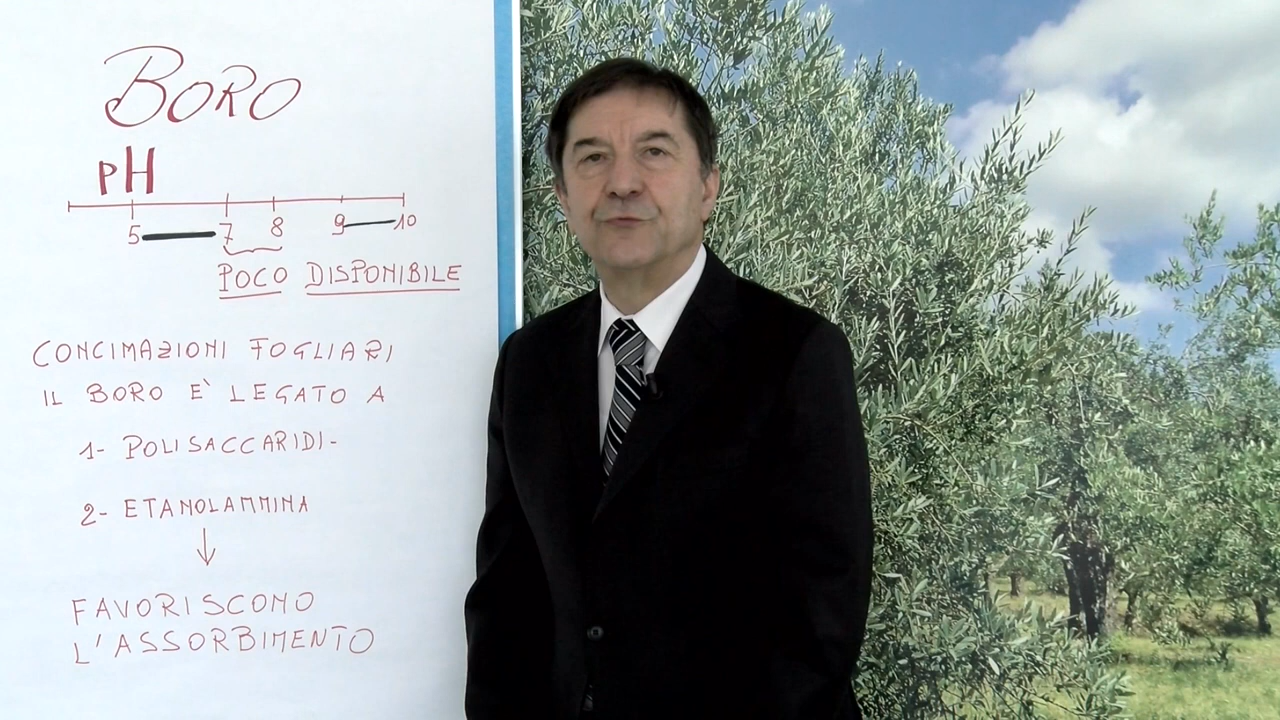 BORO
pH
5 7 8 9 10
POCO DISPONIBILE
CONCIMAZIONI FOGLIARI
IL BORO È LEGATO A
1- POLISACCARIDI-
2- ETANOLAMMINA
FAVORISCONO
L'ASSORBIMENTO